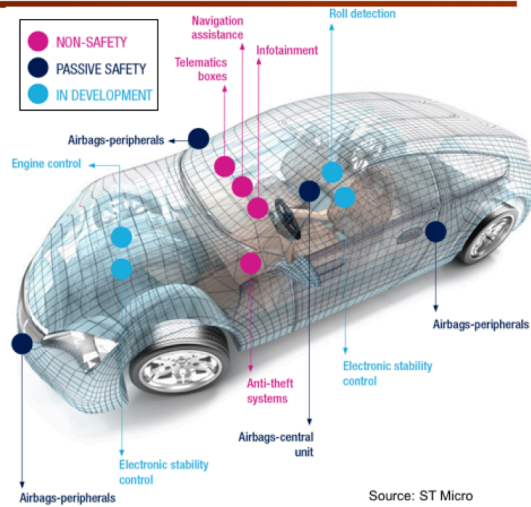 Roll detection
Navigation
assistance
NON-SAFETY
Infotainment
Telematics
boxes
PASSIVE SAFETY
IN DEVELOPMENT
Airbags-peripherals
Engine control
Airbags-peripherals
Electronic stability
control
Anti-theft
systems
Airbags-central
unit
Electronic stability
control
Airbags-peripherals
Source: ST Micro